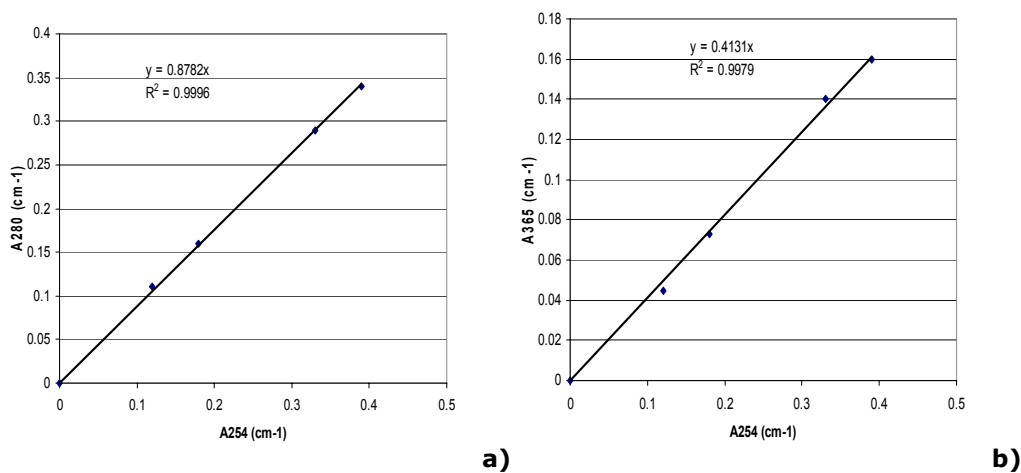 0.4
0.35
0.3
0.25
0.2
0.15
0.1
0.05
0
A280 (cm-1)
y = 0.8782x
R² = 0.9996
0 0.1 0.2 0.3 0.4 0.5
A254 (cm-1)
a)
0.18
0.16
0.14
0.12
0.1
0.08
0.06
0.04
0.02
0
A365 (cm-1)
y = 0.4131x
R² = 0.9979
0 0.1 0.2 0.3 0.4 0.5
A254 (cm-1)
b)